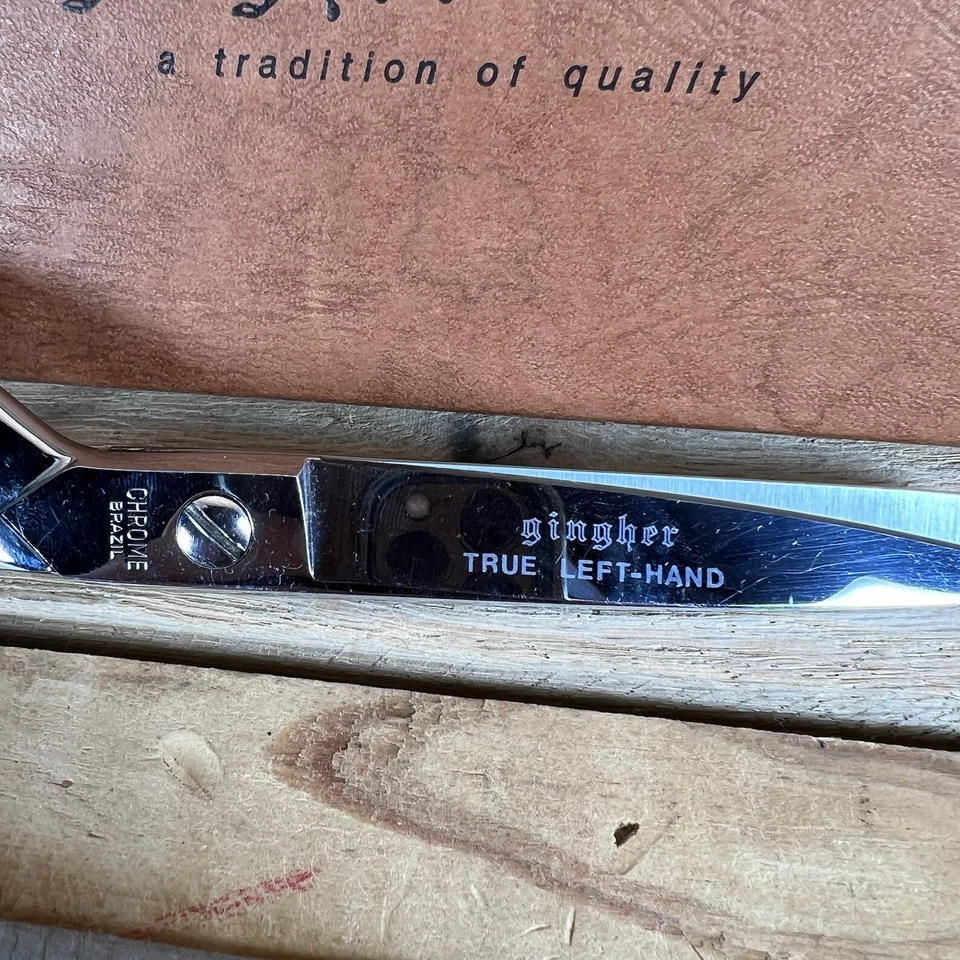 a tradition of quality
CHROME
BRAZIL
gingher
TRUE LEFT-HAND